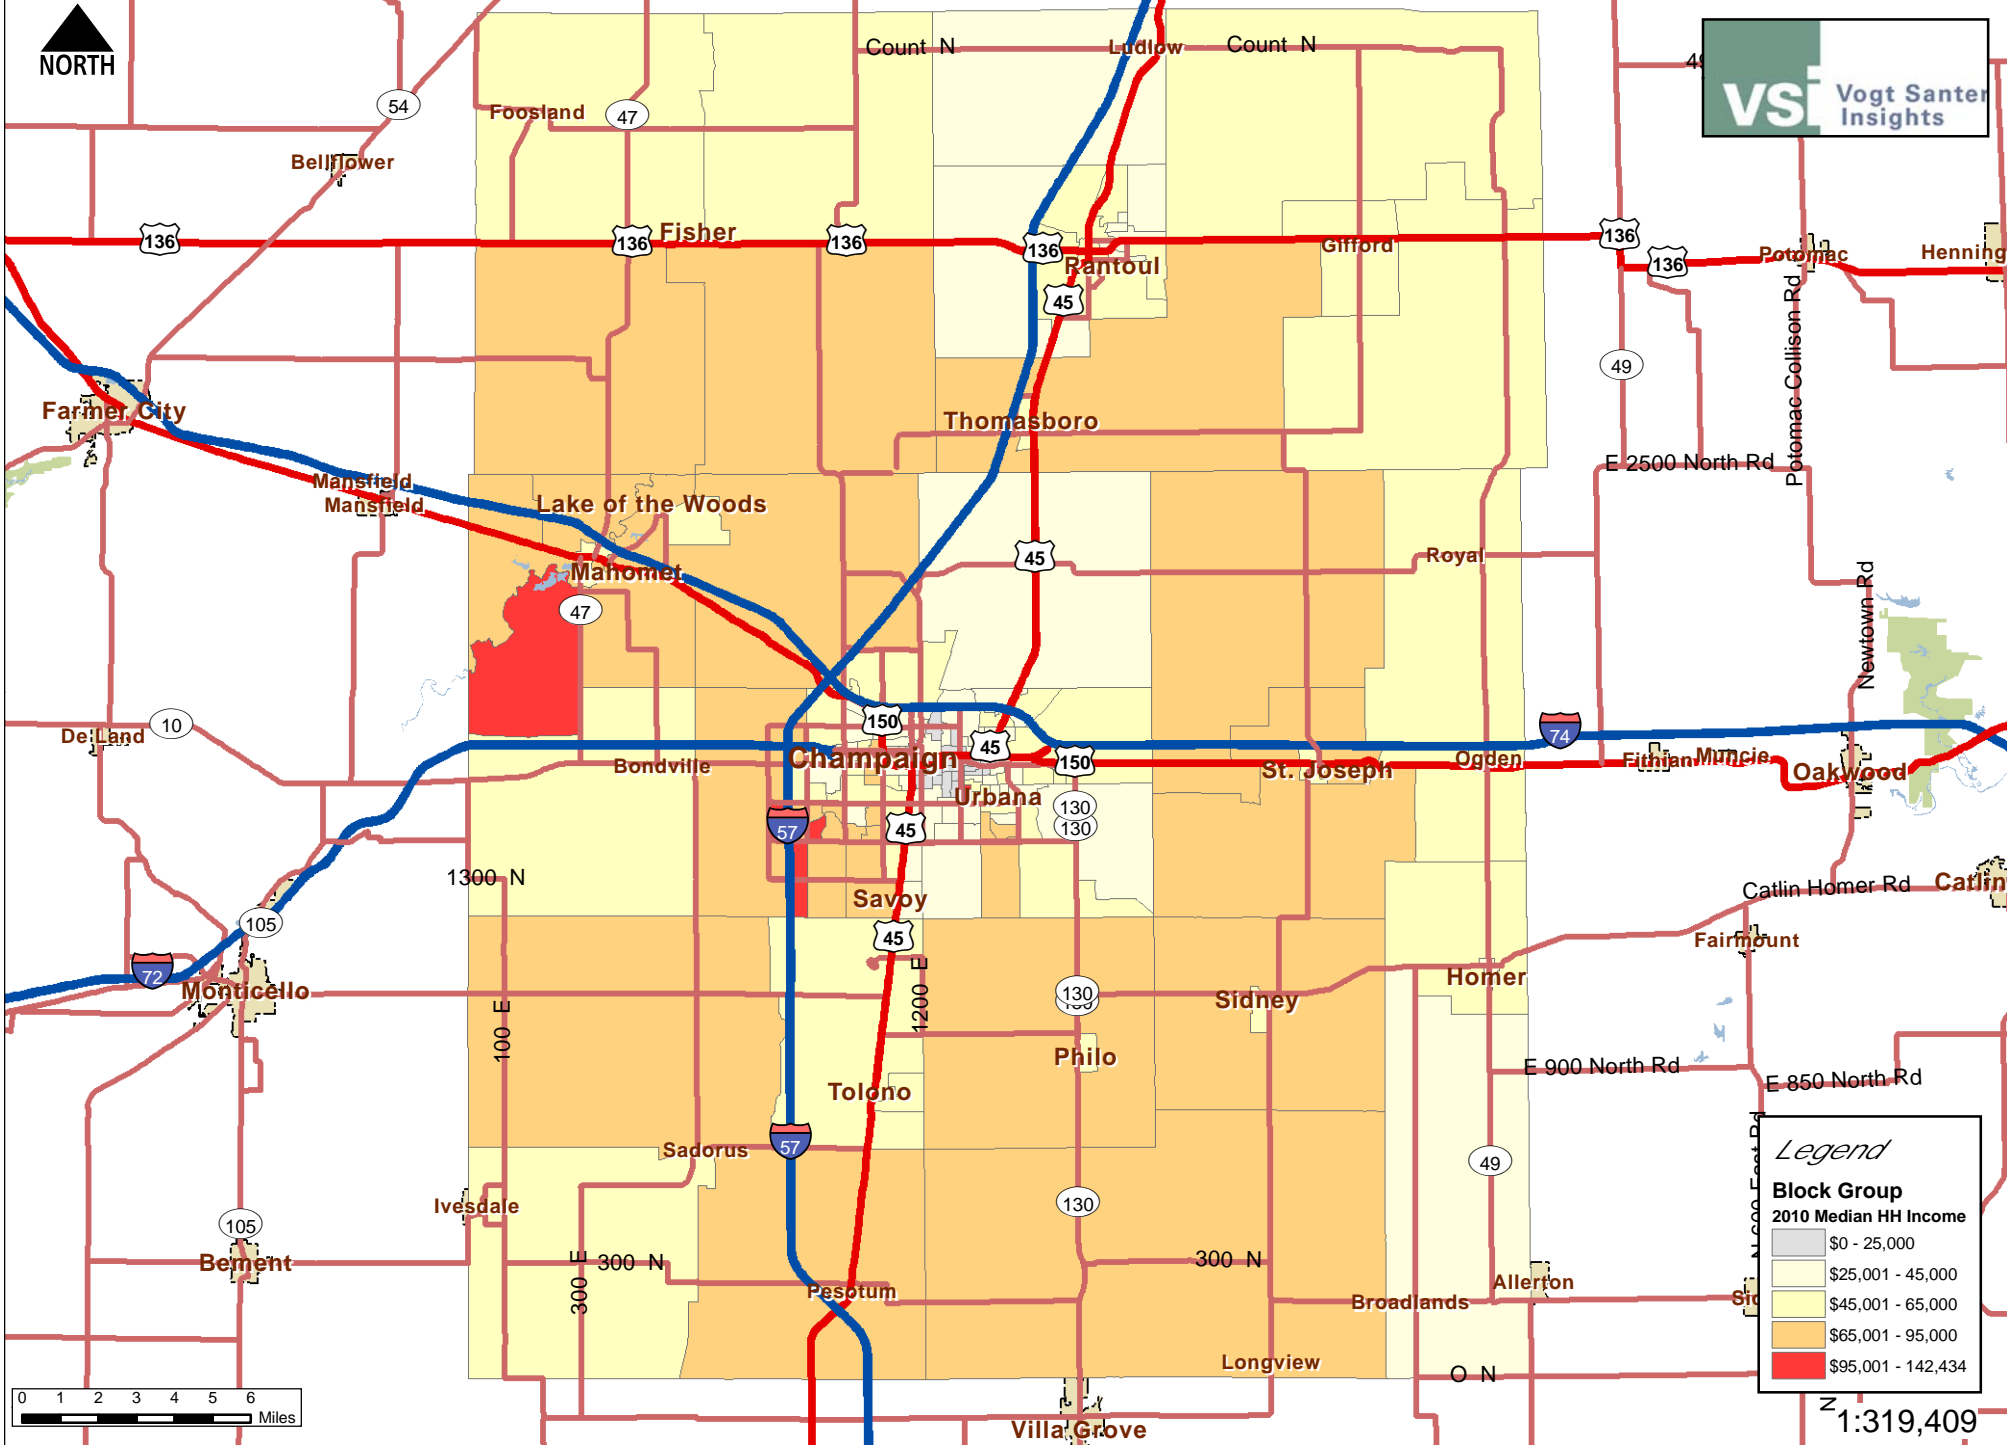 NORTH
Count N
Ludlow
Count N
Vogt Santer
Insights
VSI
54
47
Foosland
Bellflower
136
136
Fisher
136
136
Rantoul
Gifford
136
136
Potomac
Henning
45
49
Potomac Collison Rd
Farmer City
Thomasboro
E 2500 North Rd
Mansfield
Mansfield
Lake of the Woods
45
Royal
Mahomet
47
Newtown Rd
10
De Land
150
45
74
Champaign
150
Bondville
St. Joseph
Ogden
Fithian
Muncie
Oakwood
Urbana
130
130
57
45
1300 N
Savoy
Catlin Homer Rd
Catlin
105
45
Fairmount
72
Monticello
100 E
1200 E
130
Sidney
Homer
Philo
E 900 North Rd
E 850 North Rd
Tolono
57
Sadorus
49
Ivesdale
130
105
Bement
300 E
300 N
300 N
Pesotum
Broadlands
Allerton
Longview
O N
Villa Grove
Legend
Block Group
2010 Median HH Income
$0 - 25,000
$25,001 - 45,000
$45,001 - 65,000
$65,001 - 95,000
$95,001 - 142,434
0 1 2 3 4 5 6
Miles
N
1:319,409